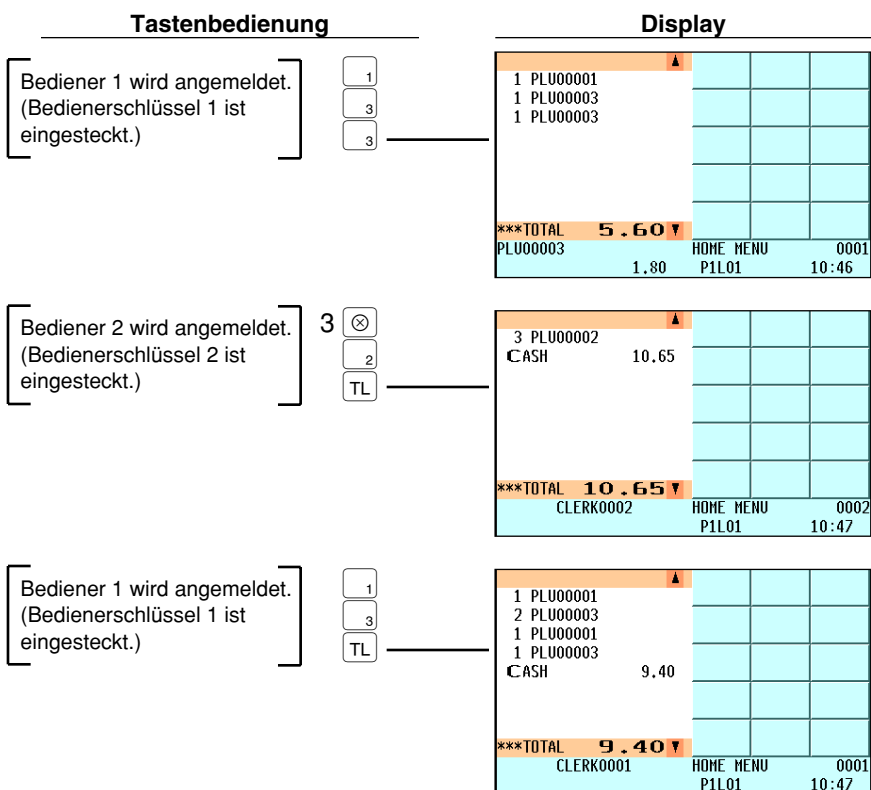 Tastenbedienung
Display
Bediener 1 wird angemeldet.
(Bedienerschlüssel 1 ist
eingesteckt.)
1
3
3
1 PLU00001
1 PLU00003
1 PLU00003
***TOTAL 5.60
PLU00003 HOME MENU 0001
1.80 P1L01 10:46
Bediener 2 wird angemeldet.
(Bedienerschlüssel 2 ist
eingesteckt.)
3 ⊗
2
TL
3 PLU00002
CASH 10.65
***TOTAL 10.65
CLERK0002 HOME MENU 0002
P1L01 10:47
Bediener 1 wird angemeldet.
(Bedienerschlüssel 1 ist
eingesteckt.)
1
3
TL
1 PLU00001
2 PLU00003
1 PLU00001
1 PLU00003
CASH 9.40
***TOTAL 9.40
CLERK0001 HOME MENU 0001
P1L01 10:47